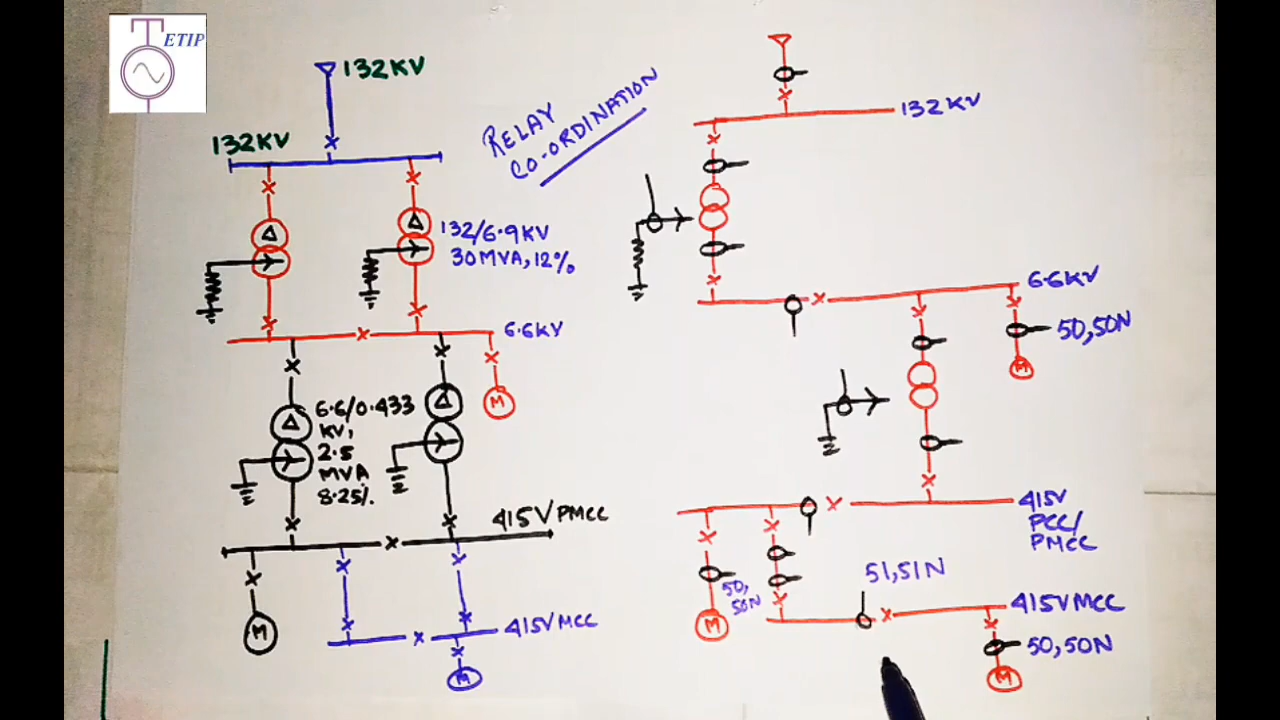 ETIP
132KV
132KV
RELAY
CO-ORDINATION
132/6.9KV
30MVA, 12%
6.6KV
M
6.6/0.433
KV,
2.5
MVA
8.25%.
415V PMCC
M
415V MCC
M
132KV
6.6KV
50,50N
M
415V
PCC/
PMCC
50,
50N
M
51,51N
415V MCC
50,50N
M